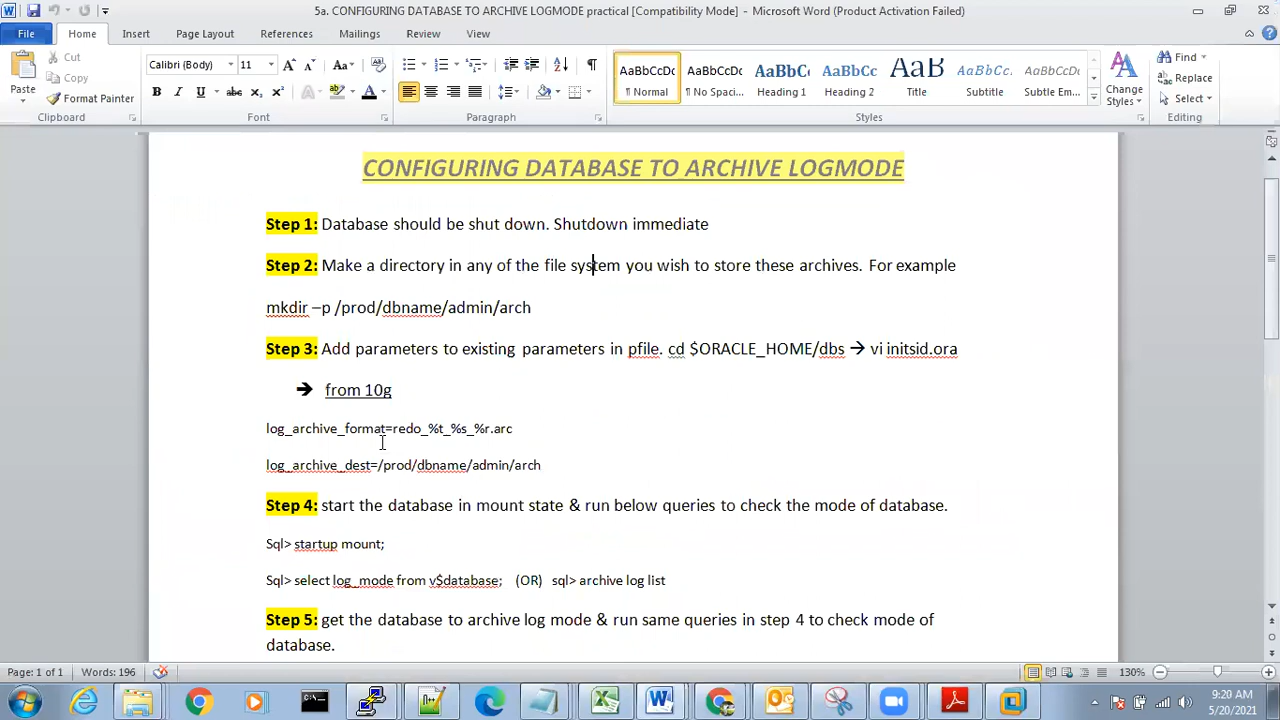 5a. CONFIGURING DATABASE TO ARCHIVE LOGMODE practical [Compatibility Mode] - Microsoft Word (Product Activation Failed)
File Home Insert Page Layout References Mailings Review View
Paste
Cut
Copy
Format Painter
Clipboard
Calibri (Body) 11
Font
Paragraph
AaBbCcDc AaBbCcDc AaBbCc AaBbCc AaB AaBbCcL AaBbCcDc
¶ Normal ¶ No Spaci... Heading 1 Heading 2 Title Subtitle Subtle Em...
Change Styles
Styles
Find
Replace
Select
Editing
CONFIGURING DATABASE TO ARCHIVE LOGMODE
Step 1: Database should be shut down. Shutdown immediate
Step 2: Make a directory in any of the file system you wish to store these archives. For example
mkdir –p /prod/dbname/admin/arch
Step 3: Add parameters to existing parameters in pfile. cd $ORACLE_HOME/dbs → vi initsid.ora
➔ from 10g
log_archive_format=redo_%t_%s_%r.arc
log_archive_dest=/prod/dbname/admin/arch
Step 4: start the database in mount state & run below queries to check the mode of database.
Sql> startup mount;
Sql> select log_mode from v$database; (OR) sql> archive log list
Step 5: get the database to archive log mode & run same queries in step 4 to check mode of
database.
Page: 1 of 1 Words: 196 130%
9:20 AM
5/20/2021